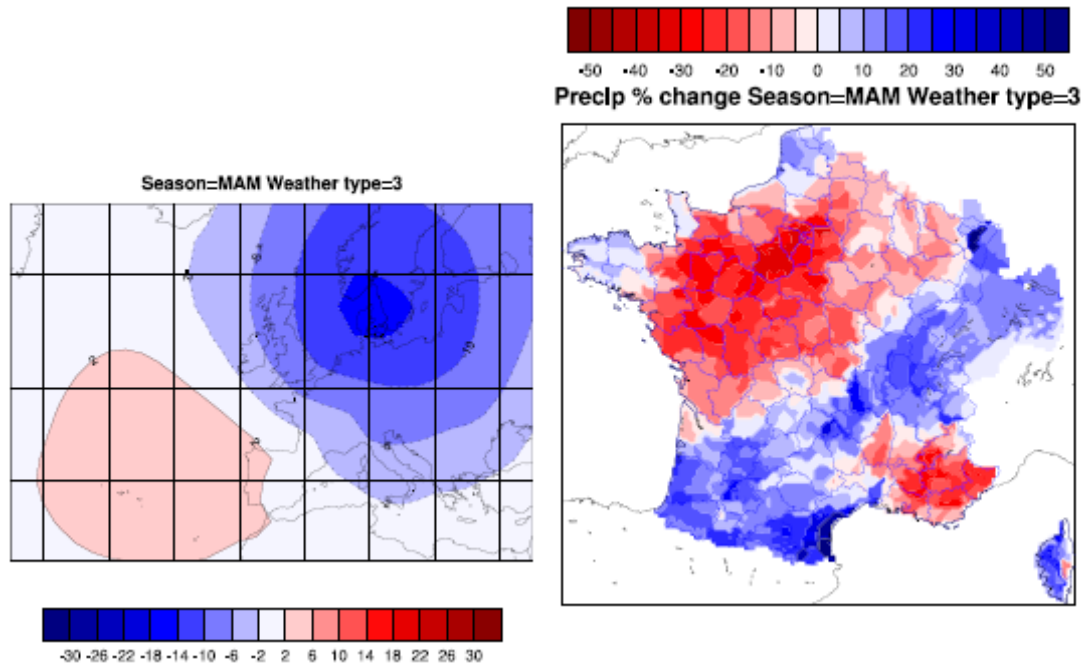 -50 -40 -30 -20 -10 0 10 20 30 40 50
Precip % change Season=MAM Weather type=3
Season=MAM Weather type=3
-30 -26 -22 -18 -14 -10 -6 -2 2 6 10 14 18 22 26 30